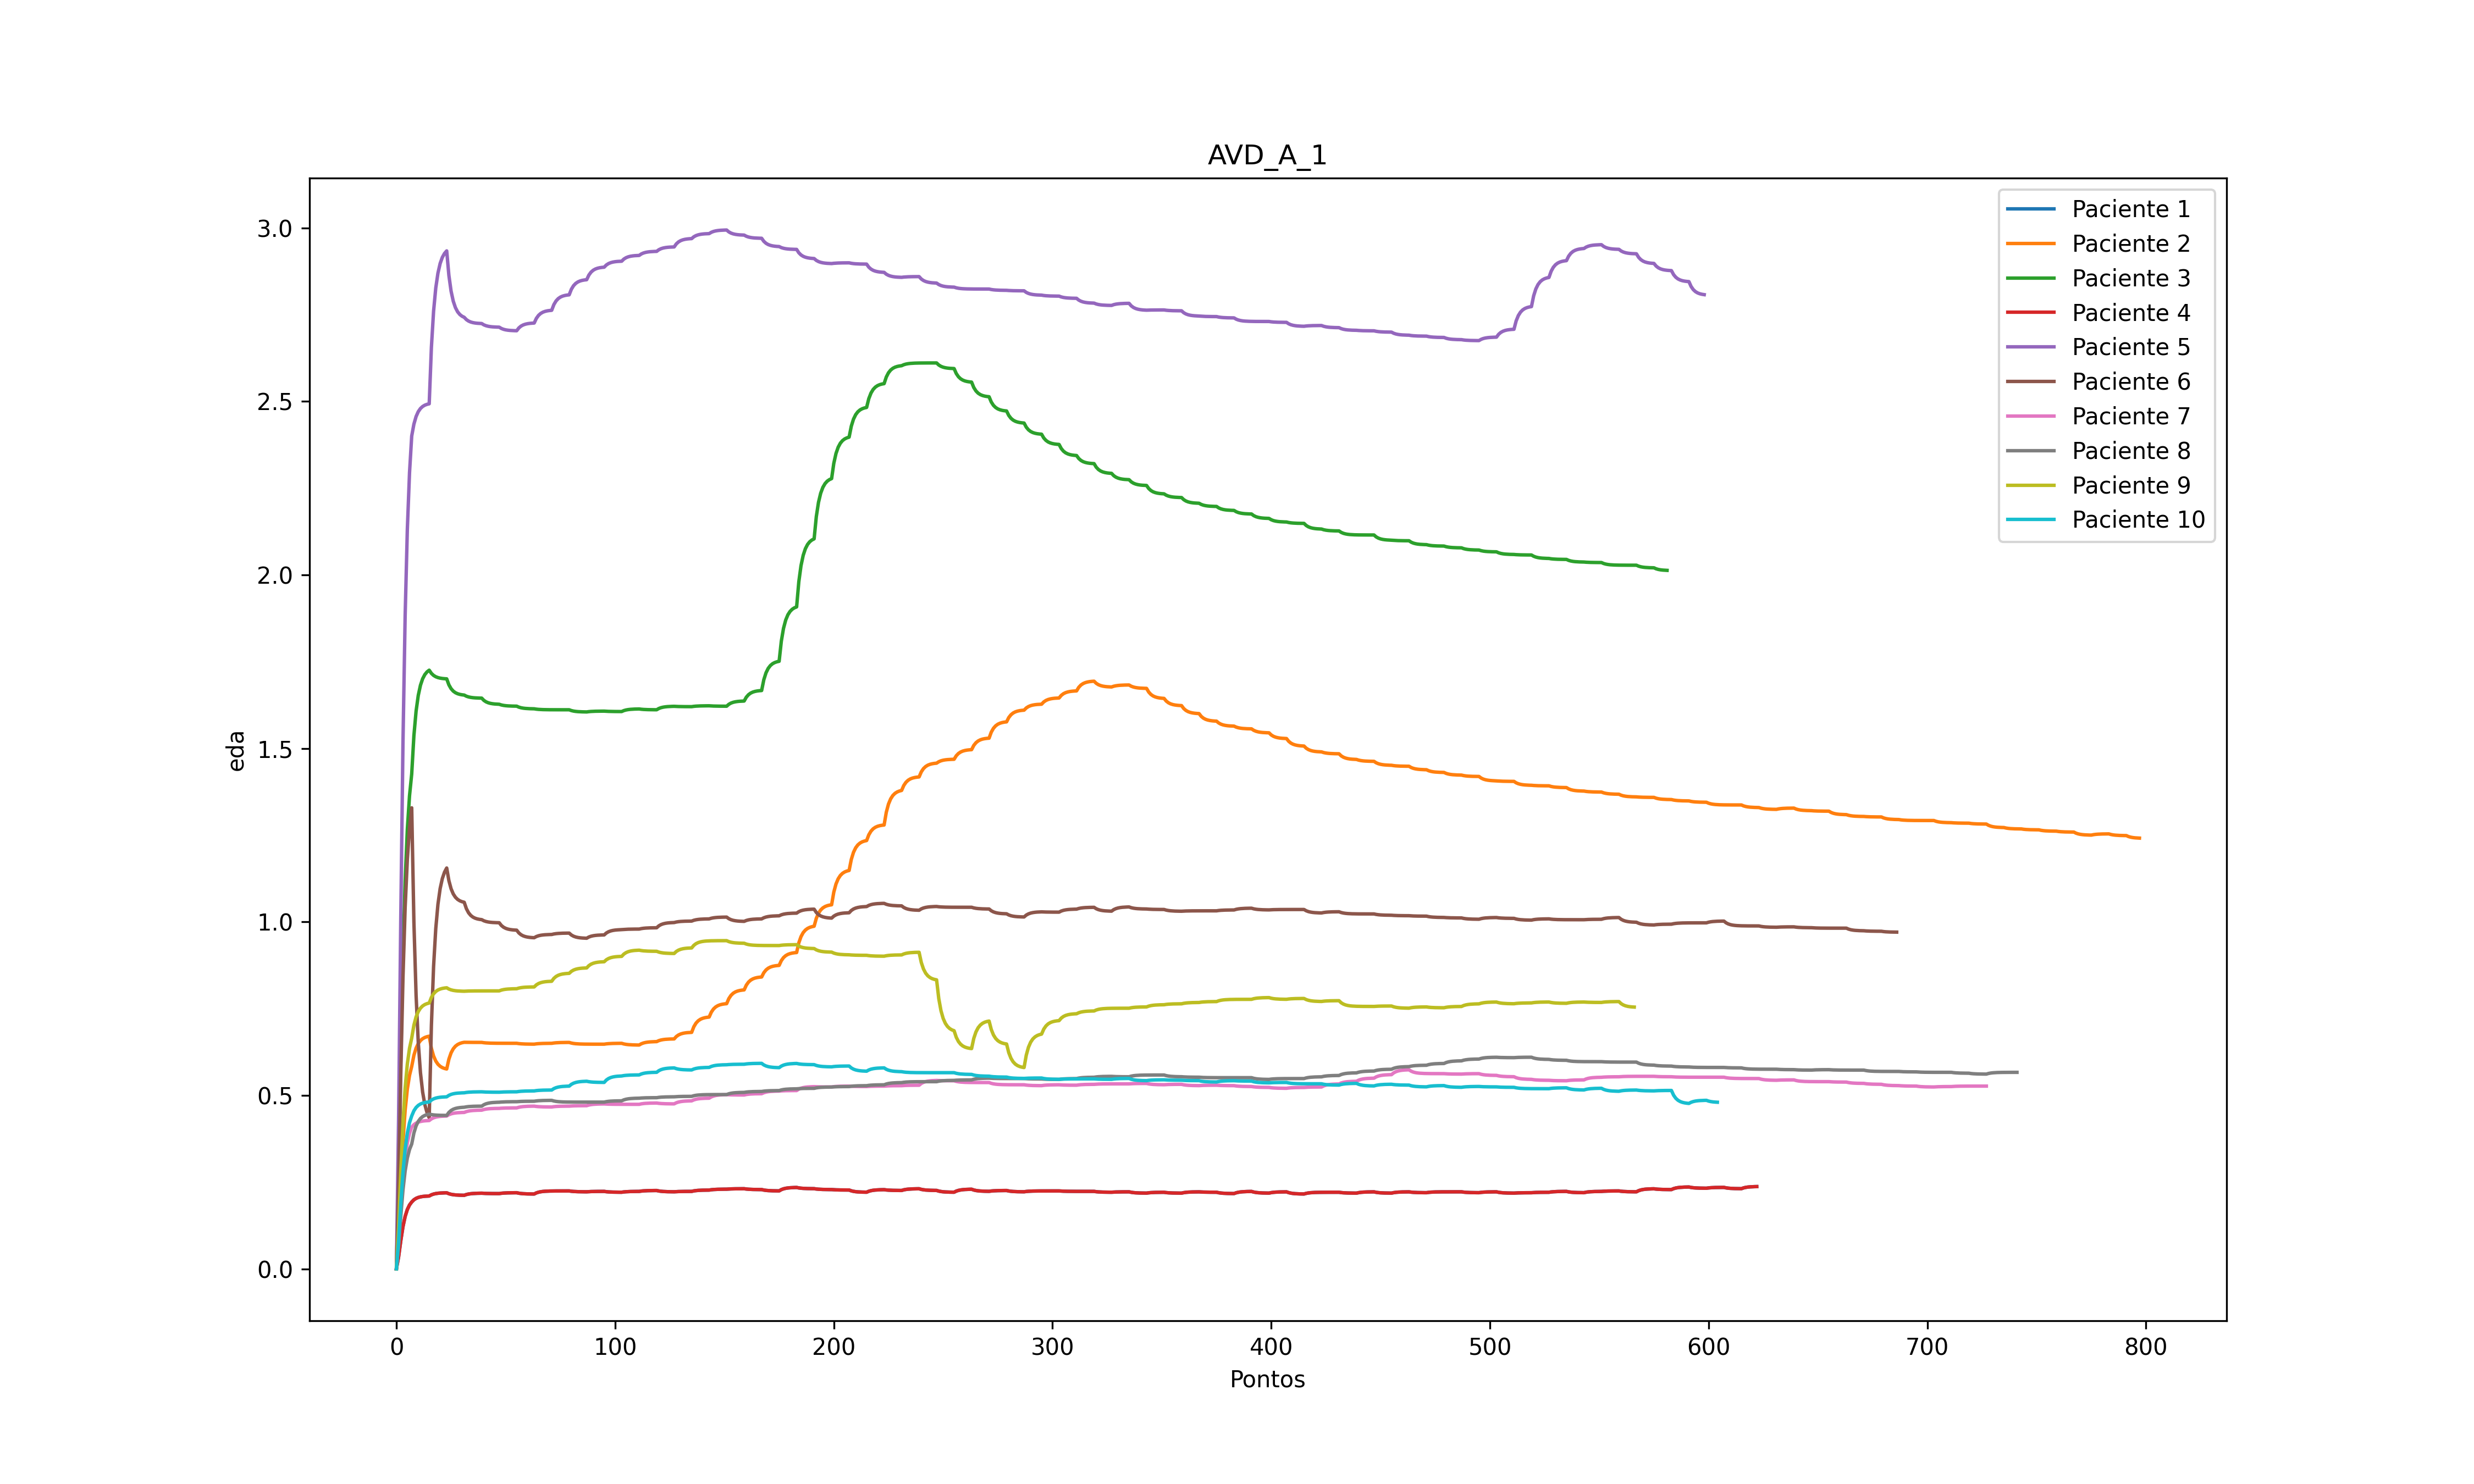 AVD_A_1
eda
3.0
2.5
2.0
1.5
1.0
0.5
0.0
Paciente 1
Paciente 2
Paciente 3
Paciente 4
Paciente 5
Paciente 6
Paciente 7
Paciente 8
Paciente 9
Paciente 10
0 100 200 300 400 500 600 700 800
Pontos